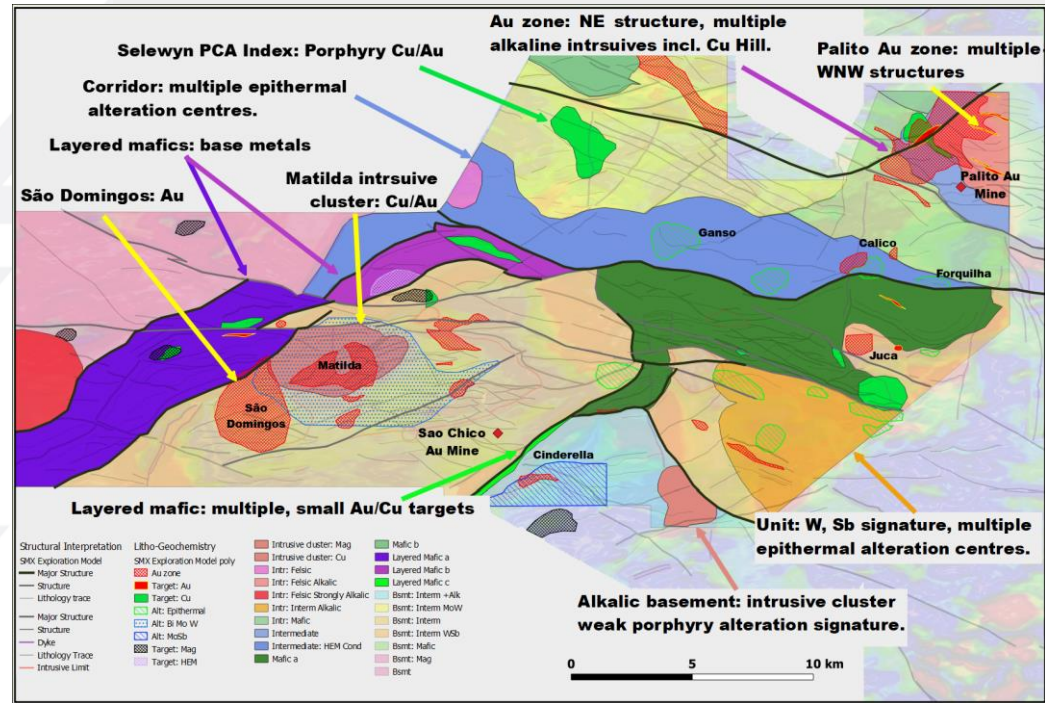 Au zone: NE structure, multiple
alkaline intrsuives incl. Cu Hill.
Selewyn PCA Index: Porphyry Cu/Au
Palito Au zone: multiple
WNW structures
Corridor: multiple epithermal
alteration centres.
Layered mafics: base metals
São Domingos: Au
Matilda intrsuive
cluster: Cu/Au
Palito Au
Mine
Ganso
Calico
Forquilha
Matilda
Juca
São
Domingos
Sao Chico
Au Mine
Cinderella
Layered mafic: multiple, small Au/Cu targets
Unit: W, Sb signature, multiple
epithermal alteration centres.
Alkalic basement: intrusive cluster
weak porphyry alteration signature.
0 5 10 km
Structural Interpretation
SMX Exploration Model
Major Structure
Structure
Lithology trace
Major Structure
Structure
Dyke
Lithology Trace
Intrusive Limit
Litho-Geochemistry
SMX Exploration Model poly
Au zone
Target: Au
Target: Cu
Alt: Epithermal
Alt: Bi Mo W
Alt: MoSb
Target: Mag
Target: HEM
Intrusive cluster: Mag
Intrusive cluster: Cu
Intr: Felsic
Intr: Felsic Alkalic
Intr: Felsic Strongly Alkalic
Intr: Interm Alkalic
Intr: Mafic
Intermediate
Intermediate: HEM Cond
Mafic a
Mafic b
Layered Mafic a
Layered Mafic b
Layered Mafic c
Bsmt: Interm +Alk
Bsmt: Interm MoW
Bsmt: Interm
Bsmt: Interm WSb
Bsmt: Mafic
Bsmt: Mag
Bsmt